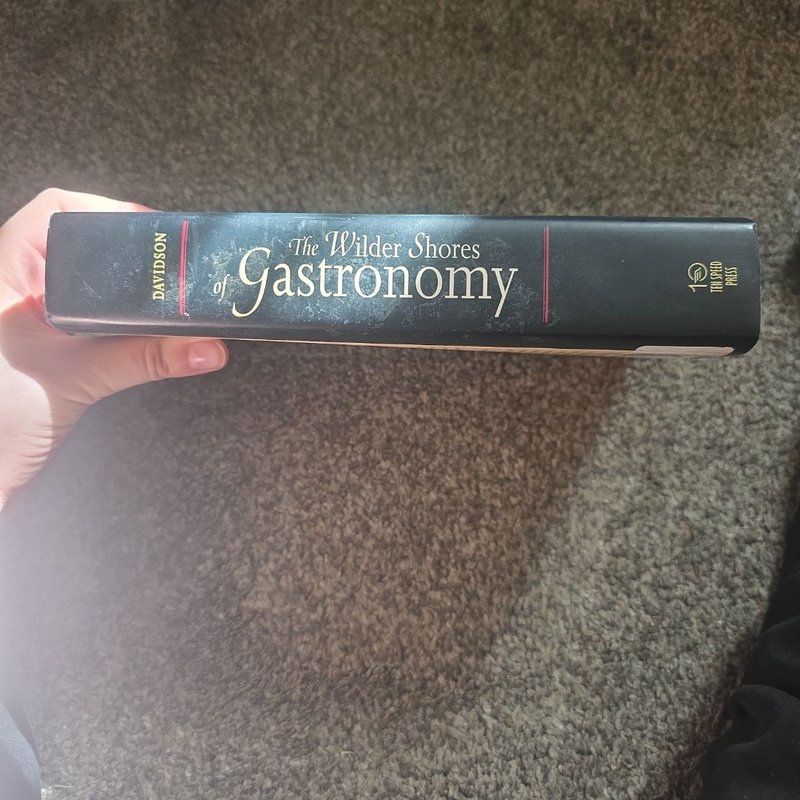 DAVIDSON
The Wilder Shores
of Gastronomy
TEN SPEED
PRESS